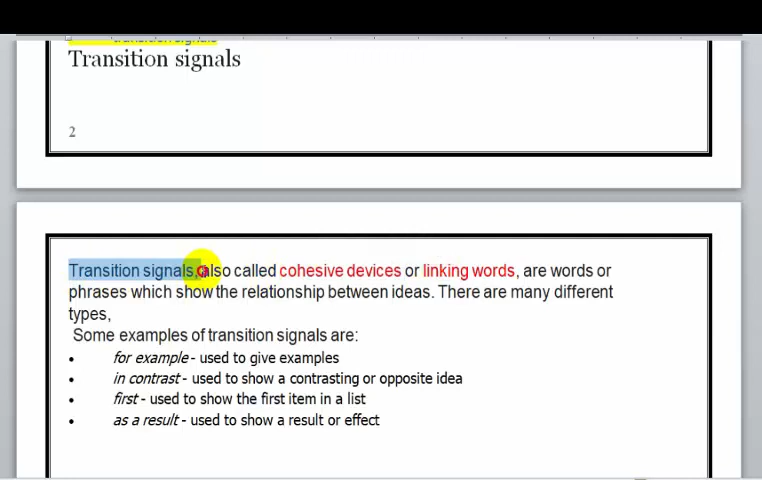 transition signals
Transition signals
2
Transition signals, also called cohesive devices or linking words, are words or
phrases which show the relationship between ideas. There are many different
types,
Some examples of transition signals are:
• for example - used to give examples
• in contrast - used to show a contrasting or opposite idea
• first - used to show the first item in a list
• as a result - used to show a result or effect